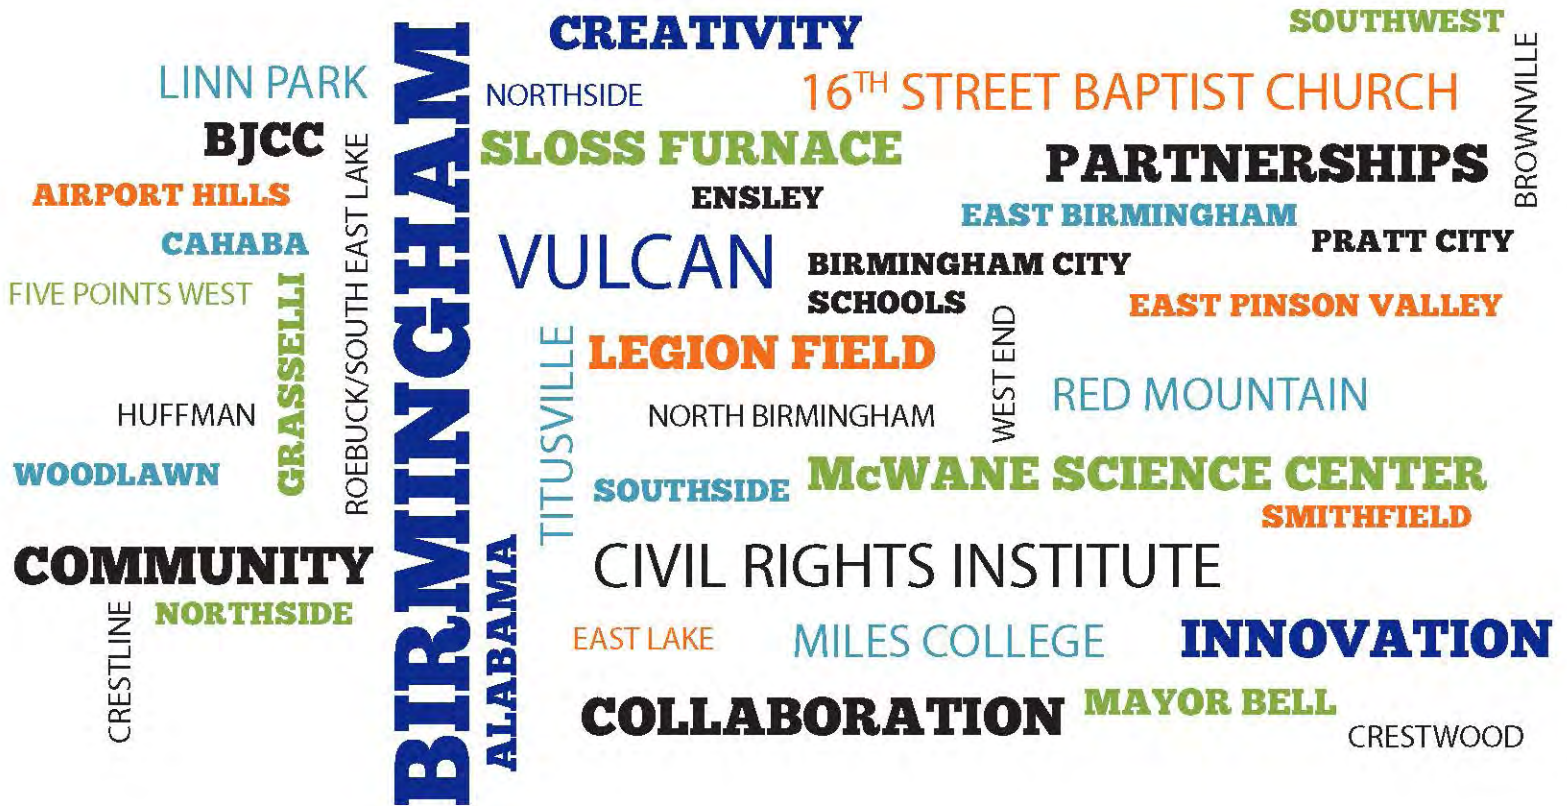 CREATIVITY
SOUTHWEST
BROWNVILLE
LINN PARK
NORTHSIDE
16TH STREET BAPTIST CHURCH
BJCC
SLOSS FURNACE
PARTNERSHIPS
AIRPORT HILLS
ENSLEY
EAST BIRMINGHAM
CAHABA
VULCAN
PRATT CITY
BIRMINGHAM CITY
SCHOOLS
FIVE POINTS WEST
GRASSELLI
ROEBUCK/SOUTH EAST LAKE
BIRMINGHAM
EAST PINSON VALLEY
TITUSVILLE
LEGION FIELD
WEST END
RED MOUNTAIN
HUFFMAN
NORTH BIRMINGHAM
WOODLAWN
SOUTHSIDE
McWANE SCIENCE CENTER
SMITHFIELD
COMMUNITY
ALABAMA
CIVIL RIGHTS INSTITUTE
CRESTLINE
NORTHSIDE
EAST LAKE
MILES COLLEGE
INNOVATION
COLLABORATION
MAYOR BELL
CRESTWOOD